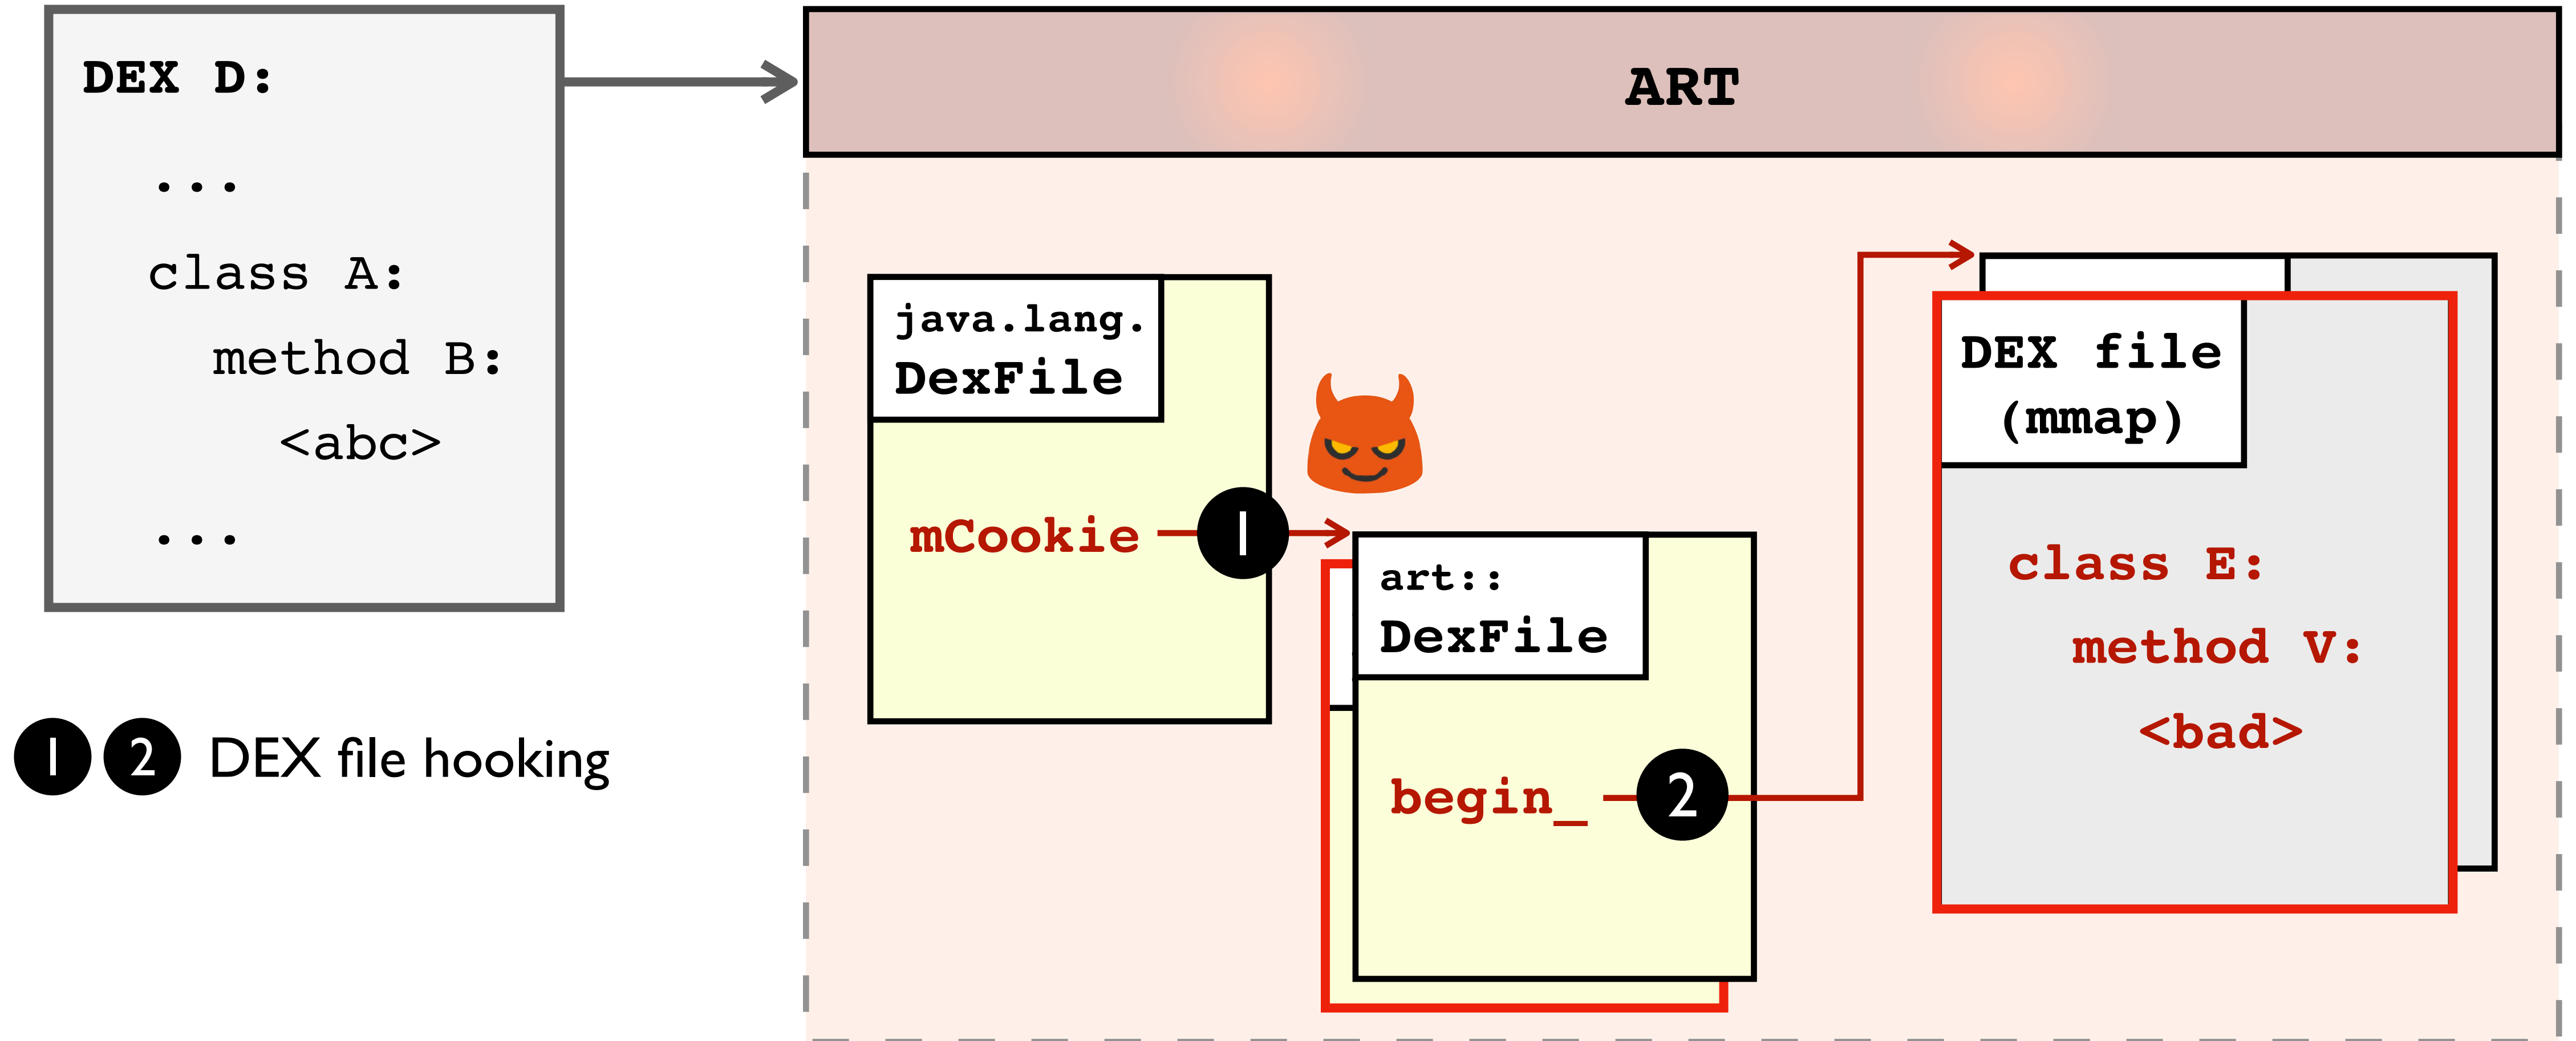 DEX D:
...
class A:
method B:
<abc>
...
1 2 DEX file hooking
ART
java.lang.
DexFile
mCookie
1
art::
DexFile
begin_
2
DEX file
(mmap)
class E:
method V:
<bad>